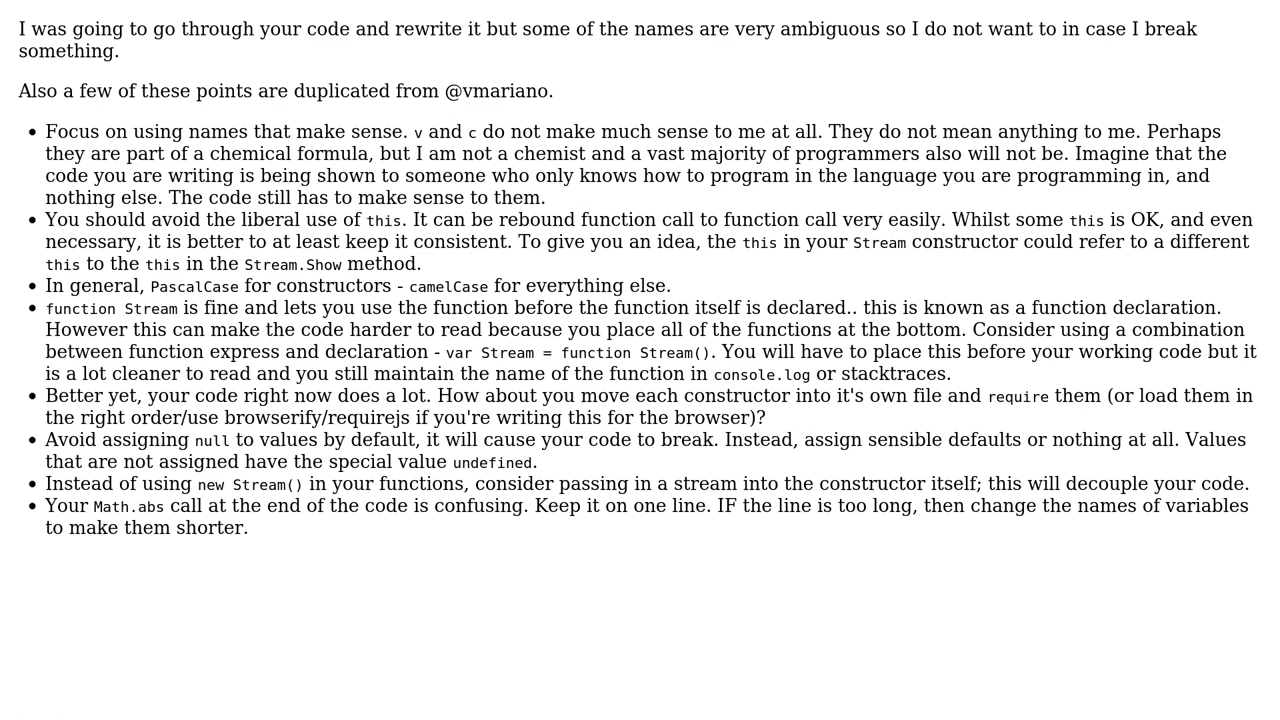 I was going to go through your code and rewrite it but some of the names are very ambiguous so I do not want to in case I break
something.
Also a few of these points are duplicated from @vmariano.
• Focus on using names that make sense. v and c do not make much sense to me at all. They do not mean anything to me. Perhaps
they are part of a chemical formula, but I am not a chemist and a vast majority of programmers also will not be. Imagine that the
code you are writing is being shown to someone who only knows how to program in the language you are programming in, and
nothing else. The code still has to make sense to them.
• You should avoid the liberal use of this. It can be rebound function call to function call very easily. Whilst some this is OK, and even
necessary, it is better to at least keep it consistent. To give you an idea, the this in your Stream constructor could refer to a different
this to the this in the Stream.Show method.
• In general, PascalCase for constructors - camelCase for everything else.
• function Stream is fine and lets you use the function before the function itself is declared.. this is known as a function declaration.
However this can make the code harder to read because you place all of the functions at the bottom. Consider using a combination
between function express and declaration - var Stream = function Stream(). You will have to place this before your working code but it
is a lot cleaner to read and you still maintain the name of the function in console.log or stacktraces.
• Better yet, your code right now does a lot. How about you move each constructor into it's own file and require them (or load them in
the right order/use browserify/requirejs if you're writing this for the browser)?
• Avoid assigning null to values by default, it will cause your code to break. Instead, assign sensible defaults or nothing at all. Values
that are not assigned have the special value undefined.
• Instead of using new Stream() in your functions, consider passing in a stream into the constructor itself; this will decouple your code.
• Your Math.abs call at the end of the code is confusing. Keep it on one line. IF the line is too long, then change the names of variables
to make them shorter.